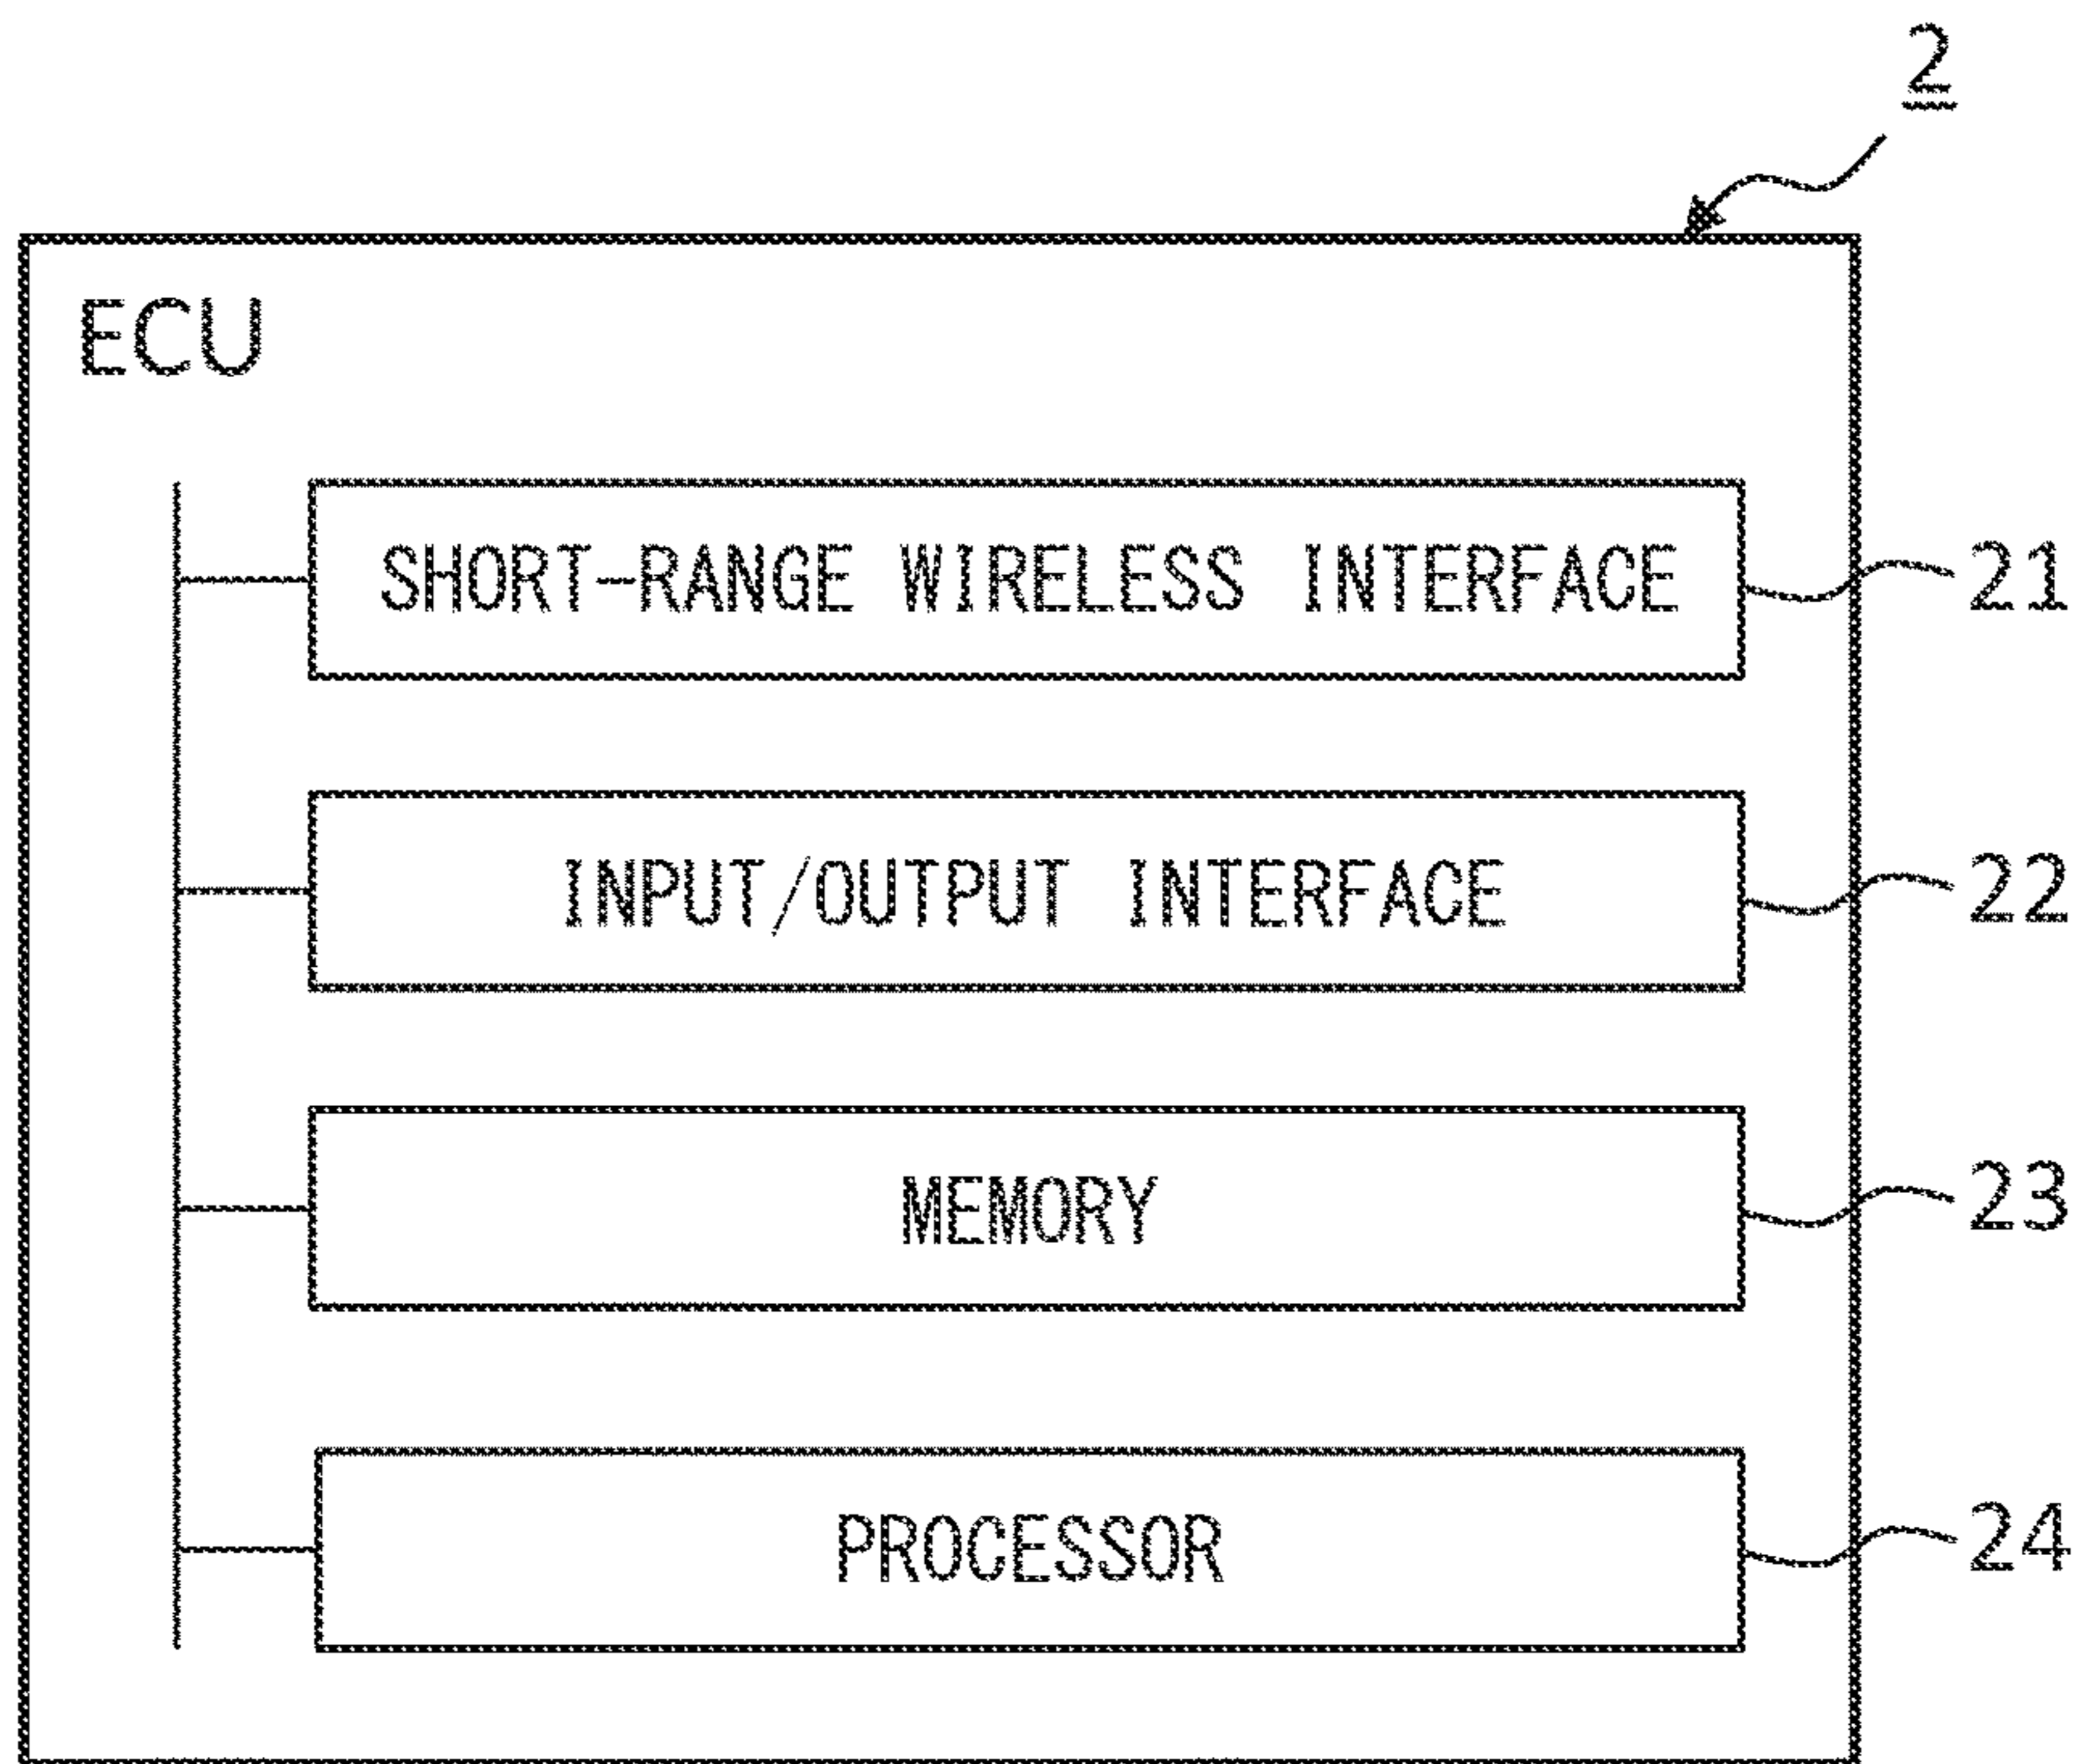 2
ECU
SHORT-RANGE WIRELESS INTERFACE 21
INPUT/OUTPUT INTERFACE 22
MEMORY 23
PROCESSOR 24